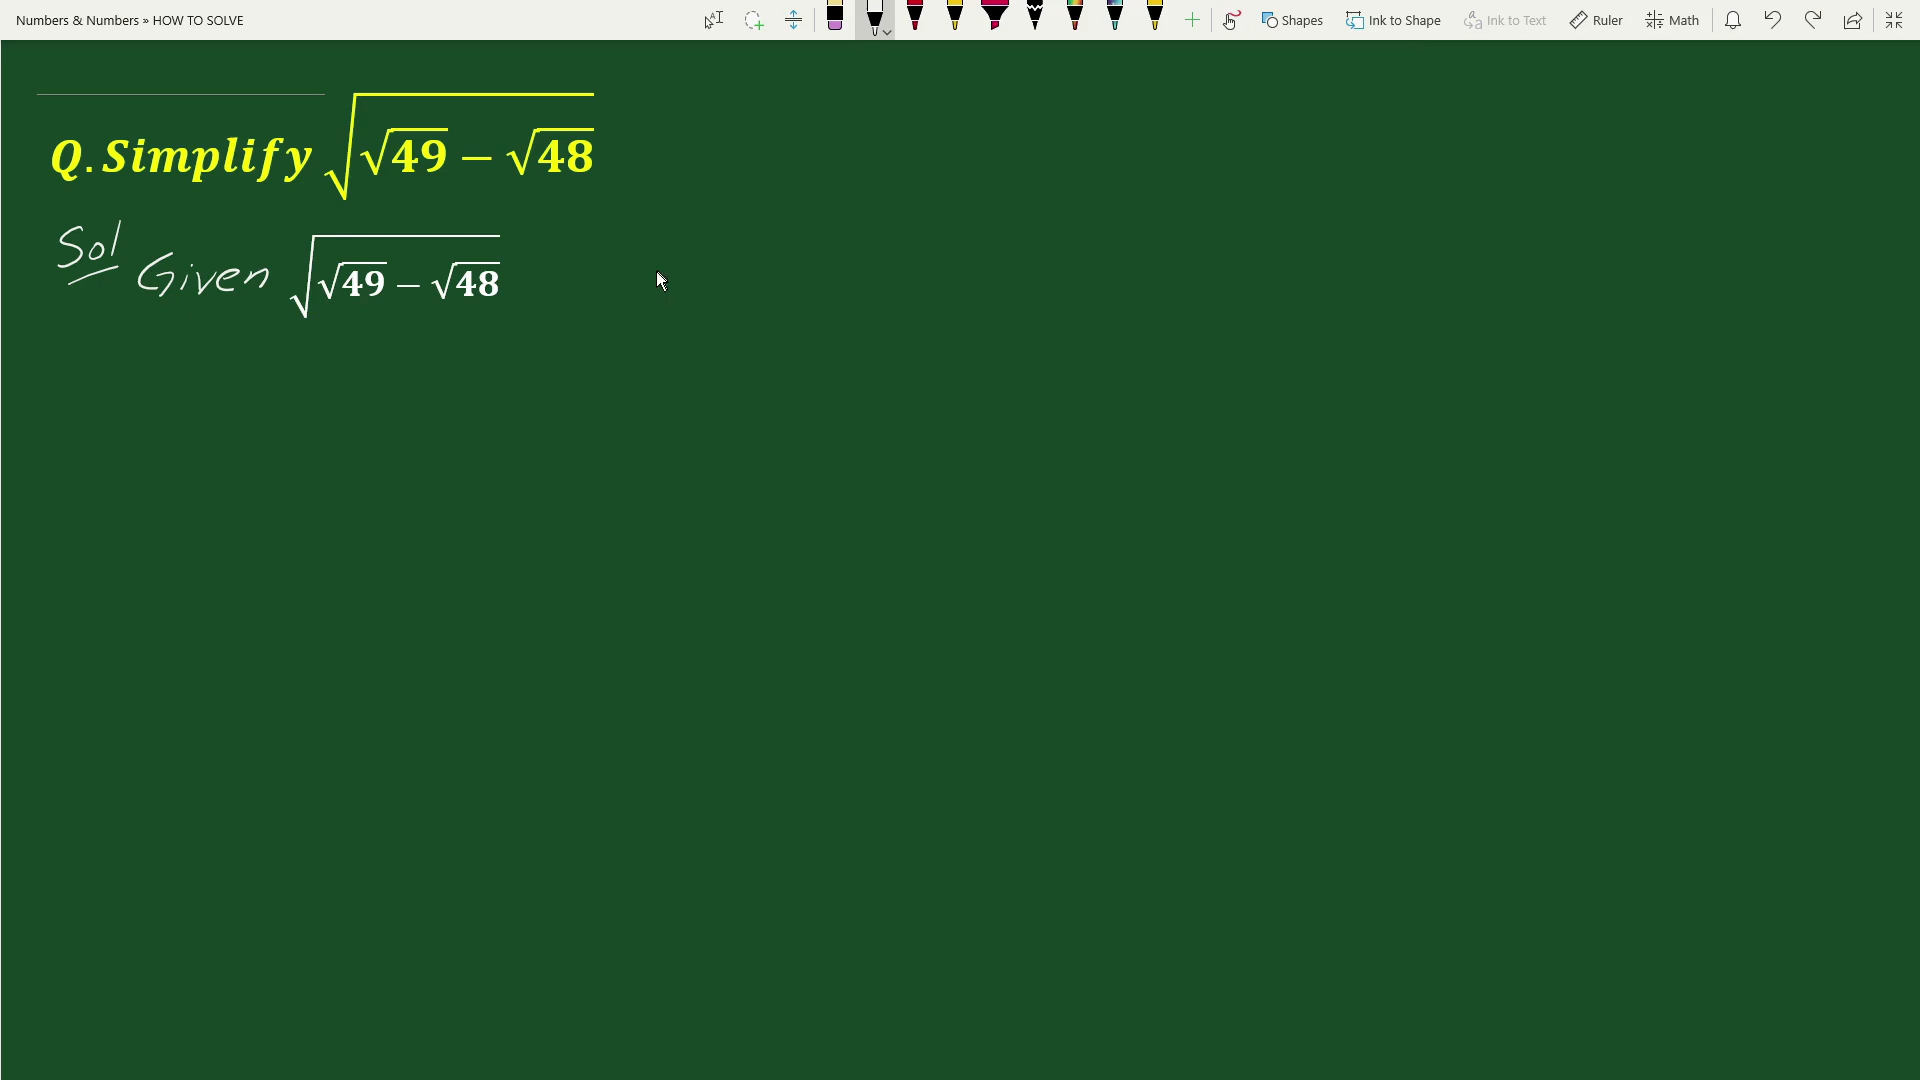 Numbers & Numbers » HOW TO SOLVE
Shapes Ink to Shape Ink to Text Ruler Math
Q. Simplify √(√49 − √48)
Sol Given √(√49 − √48)